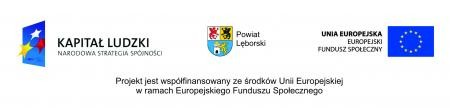 KAPITAŁ LUDZKI
NARODOWA STRATEGIA SPÓJNOŚCI
Powiat
Lęborski
UNIA EUROPEJSKA
EUROPEJSKI
FUNDUSZ SPOŁECZNY
Projekt jest współfinansowany ze środków Unii Europejskiej
w ramach Europejskiego Funduszu Społecznego